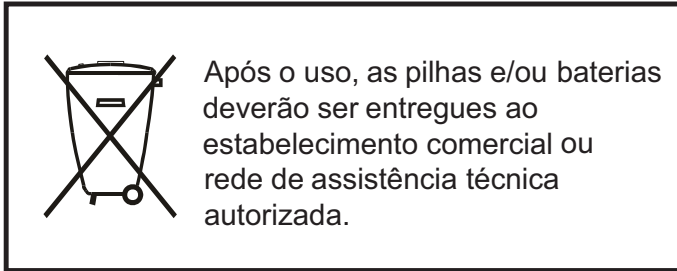 Após o uso, as pilhas e/ou baterias
deverão ser entregues ao
estabelecimento comercial ou
rede de assistência técnica
autorizada.